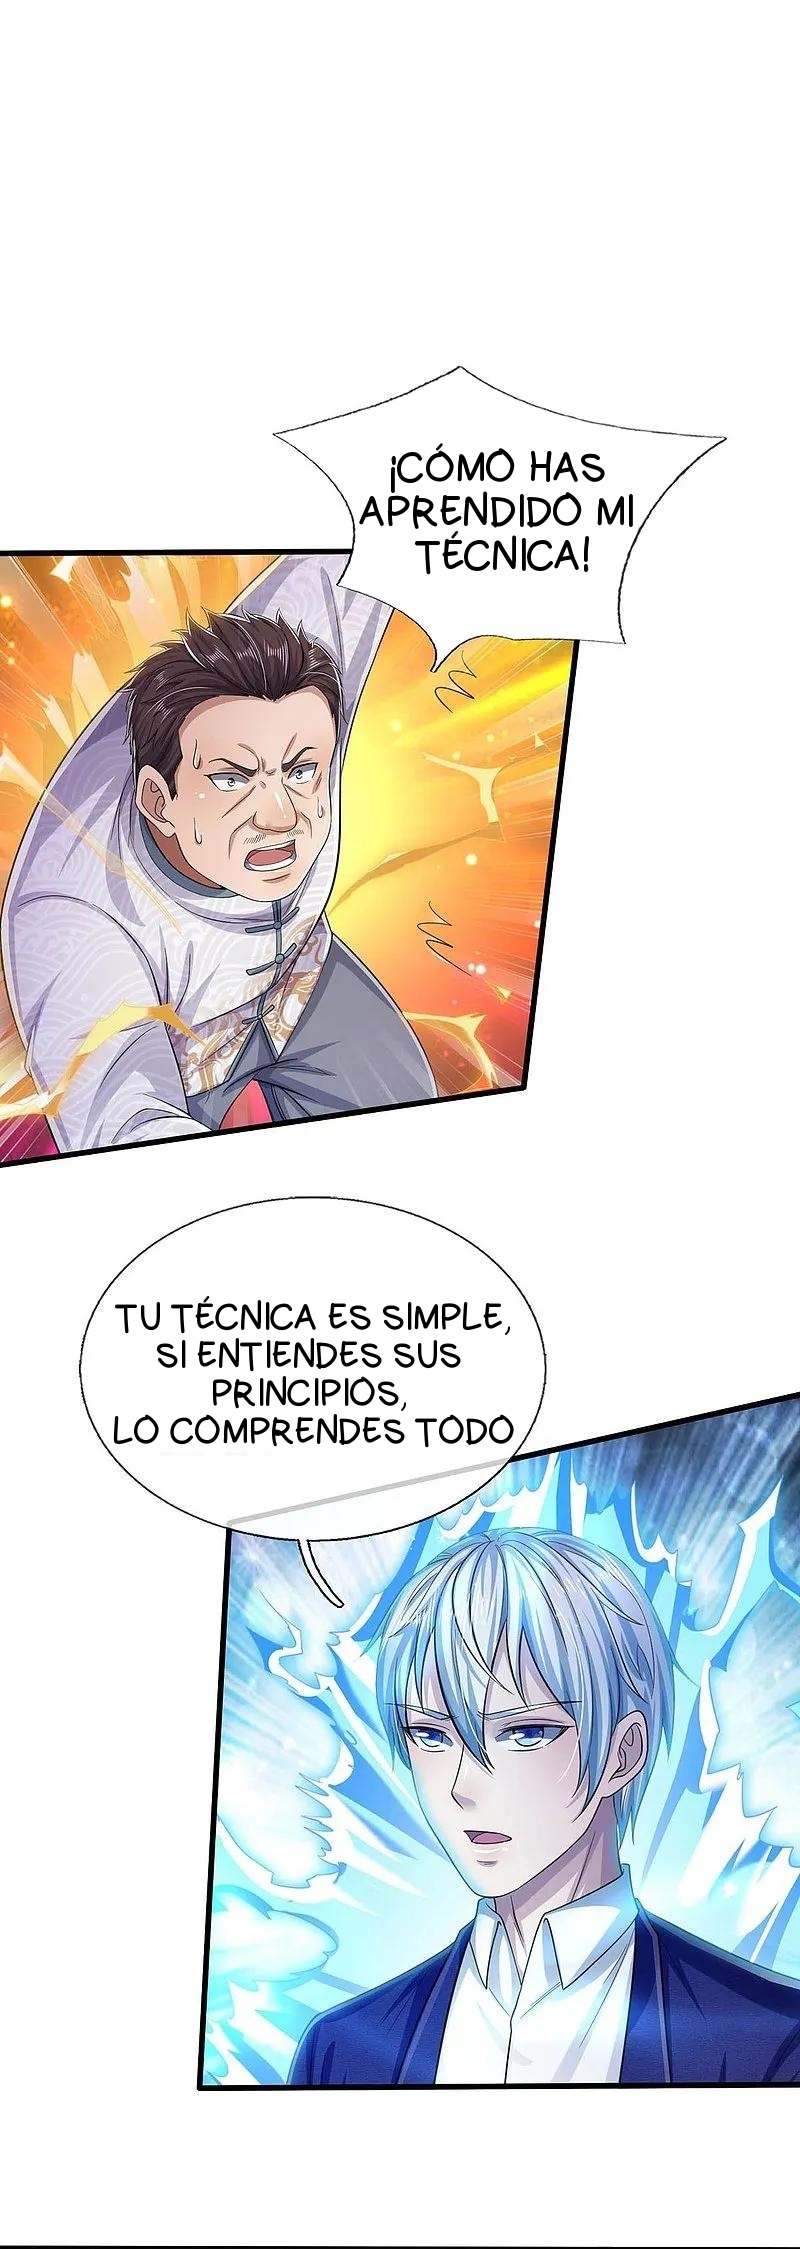 ¡CÓMO HAS
APRENDIDO MI
TÉCNICA!
TU TÉCNICA ES SIMPLE,
SI ENTIENDES SUS
PRINCIPIOS,
LO COMPRENDES TODO